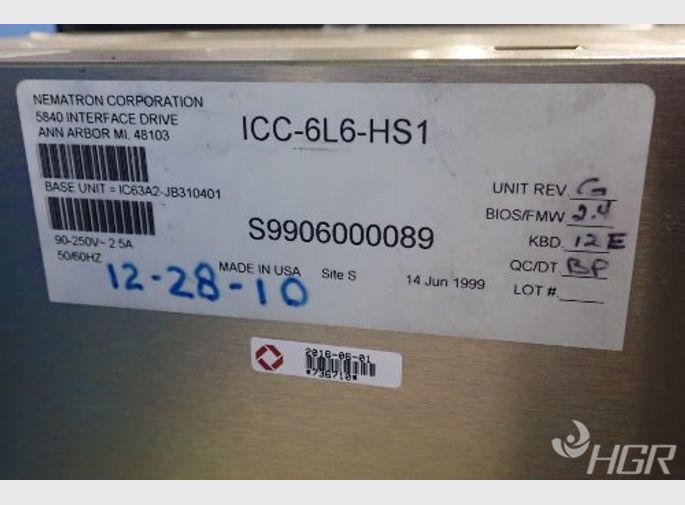 NEMATRON CORPORATION
5840 INTERFACE DRIVE
ANN ARBOR MI. 48103
ICC-6L6-HS1
BASE UNIT = IC63A2-JB310401
S9906000089
90-250V~ 2.5A
50/60HZ
MADE IN USA
Site S
14 Jun 1999
UNIT REV. G
BIOS/FMW 2.4
KBD. 12 E
QC/DT. BP
LOT #.
12-28-10
2016-06-01
*736710*
HGR